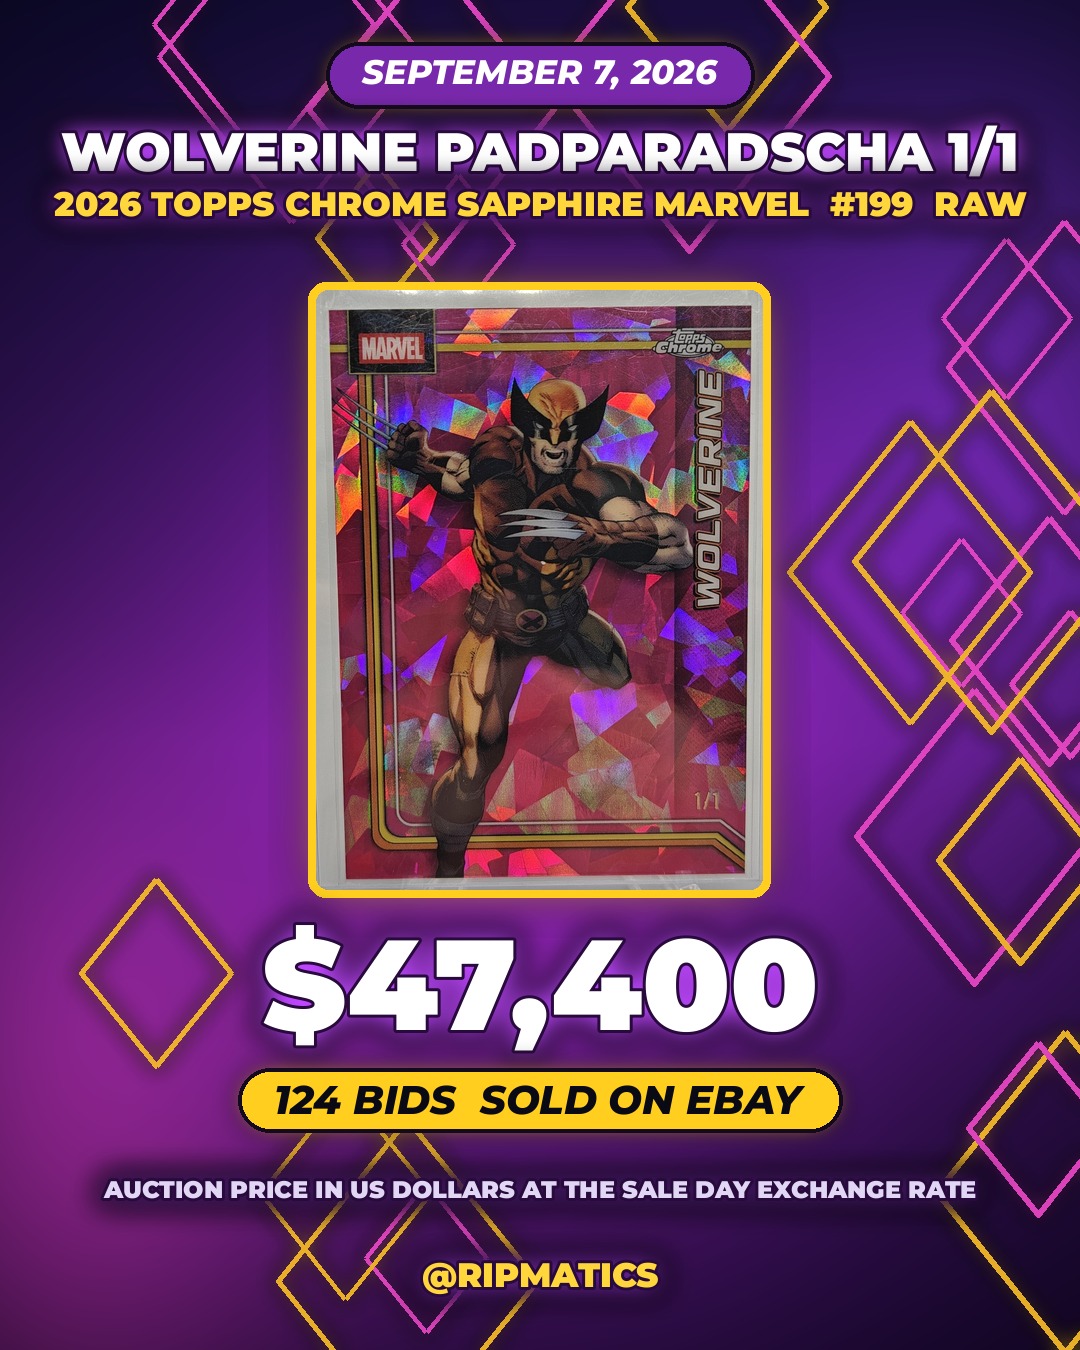 SEPTEMBER 7, 2026
WOLVERINE PADPARADSCHA 1/1
2026 TOPPS CHROME SAPPHIRE MARVEL #199 RAW
MARVEL
topps
Chrome
WOLVERINE
1/1
$47,400
124 BIDS SOLD ON EBAY
AUCTION PRICE IN US DOLLARS AT THE SALE DAY EXCHANGE RATE
@RIPMATICS